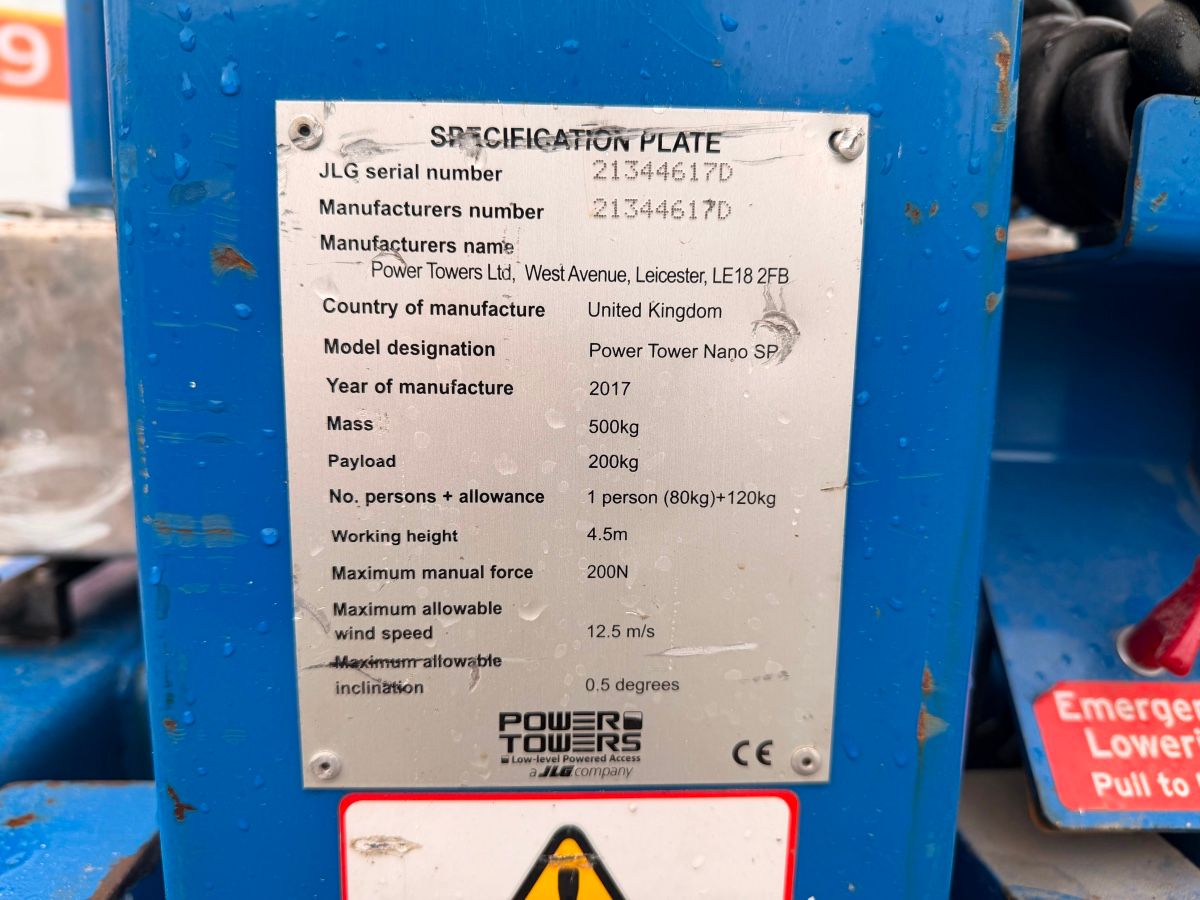 9
SPECIFICATION PLATE
JLG serial number 21344617D
Manufacturers number 21344617D
Manufacturers name
Power Towers Ltd, West Avenue, Leicester, LE18 2FB
Country of manufacture United Kingdom
Model designation Power Tower Nano SP
Year of manufacture 2017
Mass 500kg
Payload 200kg
No. persons + allowance 1 person (80kg)+120kg
Working height 4.5m
Maximum manual force 200N
Maximum allowable
wind speed 12.5 m/s
Maximum allowable
inclination 0.5 degrees
POWER
TOWERS
Low-level Powered Access
a JLG company
CE
Emergen
Loweri
Pull to